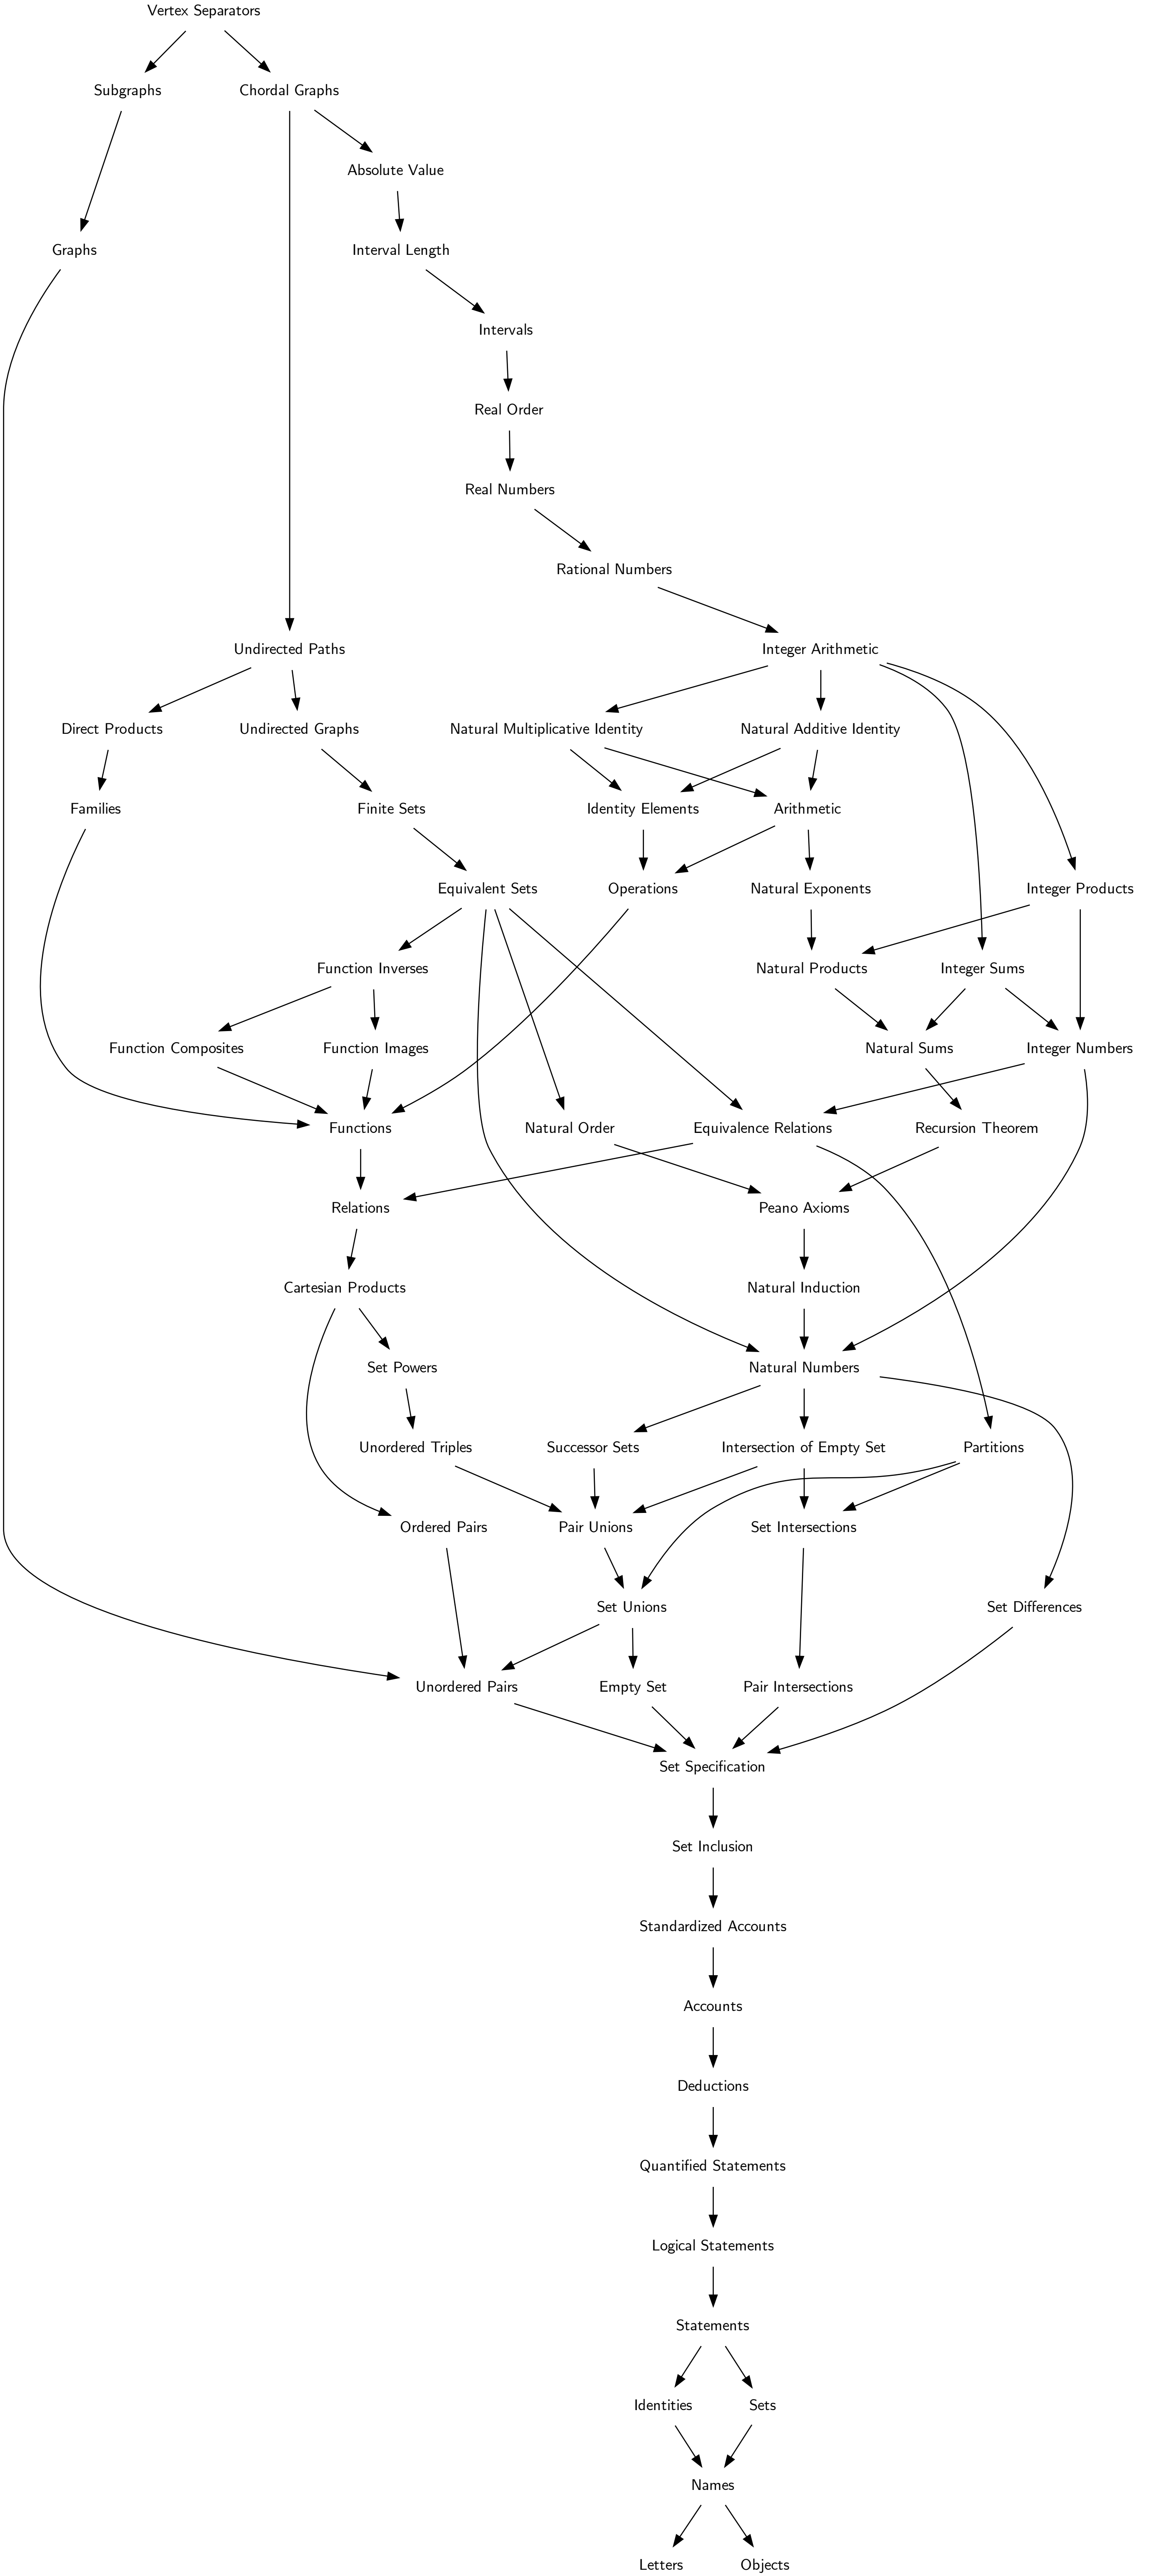 Vertex Separators
Subgraphs
Chordal Graphs
Absolute Value
Graphs
Interval Length
Intervals
Real Order
Real Numbers
Rational Numbers
Undirected Paths
Integer Arithmetic
Direct Products
Undirected Graphs
Natural Multiplicative Identity
Natural Additive Identity
Families
Finite Sets
Identity Elements
Arithmetic
Equivalent Sets
Operations
Natural Exponents
Integer Products
Function Inverses
Natural Products
Integer Sums
Function Composites
Function Images
Natural Sums
Integer Numbers
Functions
Natural Order
Equivalence Relations
Recursion Theorem
Relations
Peano Axioms
Cartesian Products
Natural Induction
Set Powers
Natural Numbers
Unordered Triples
Successor Sets
Intersection of Empty Set
Partitions
Ordered Pairs
Pair Unions
Set Intersections
Set Unions
Set Differences
Unordered Pairs
Empty Set
Pair Intersections
Set Specification
Set Inclusion
Standardized Accounts
Accounts
Deductions
Quantified Statements
Logical Statements
Statements
Identities
Sets
Names
Letters
Objects